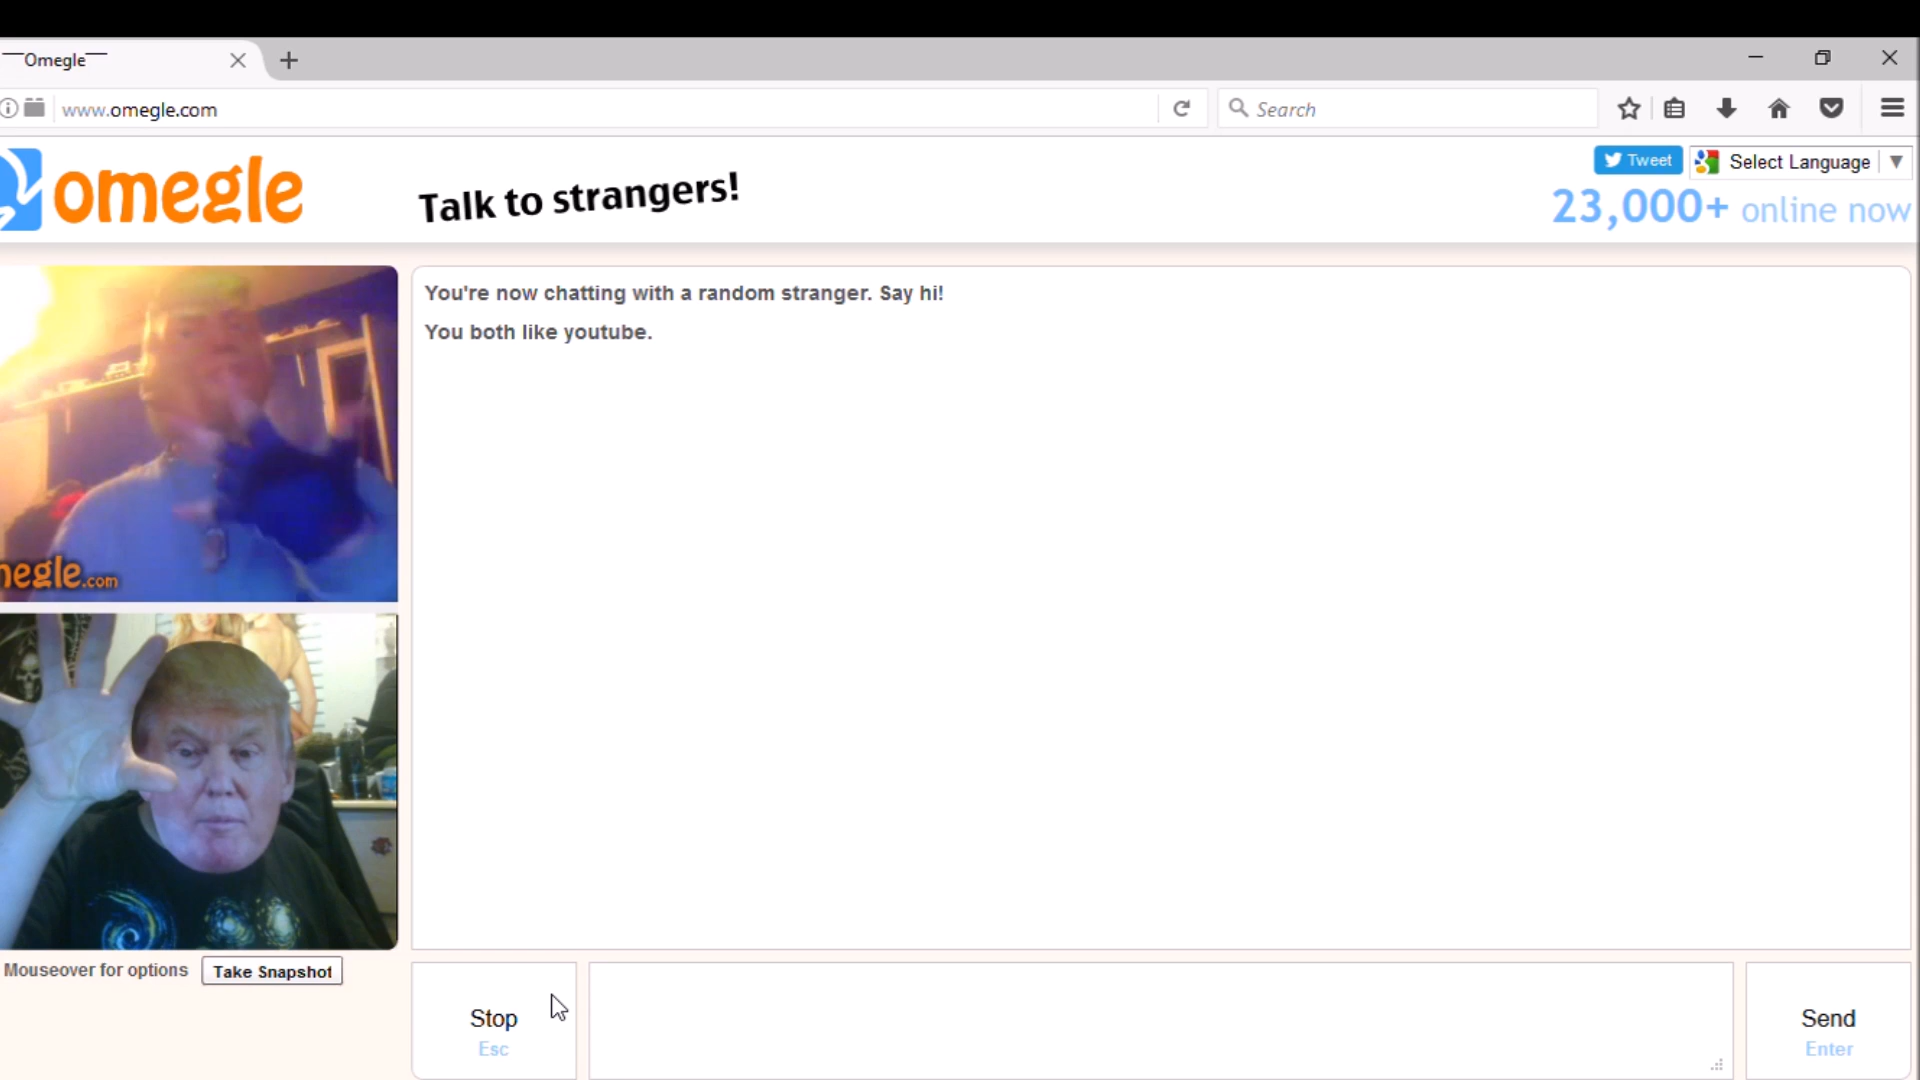 Omegle
www.omegle.com
Search
omegle
Talk to strangers!
Tweet
Select Language
23,000+ online now
You're now chatting with a random stranger. Say hi!
You both like youtube.
negle.com
Mouseover for options
Take Snapshot
Stop
Esc
Send
Enter